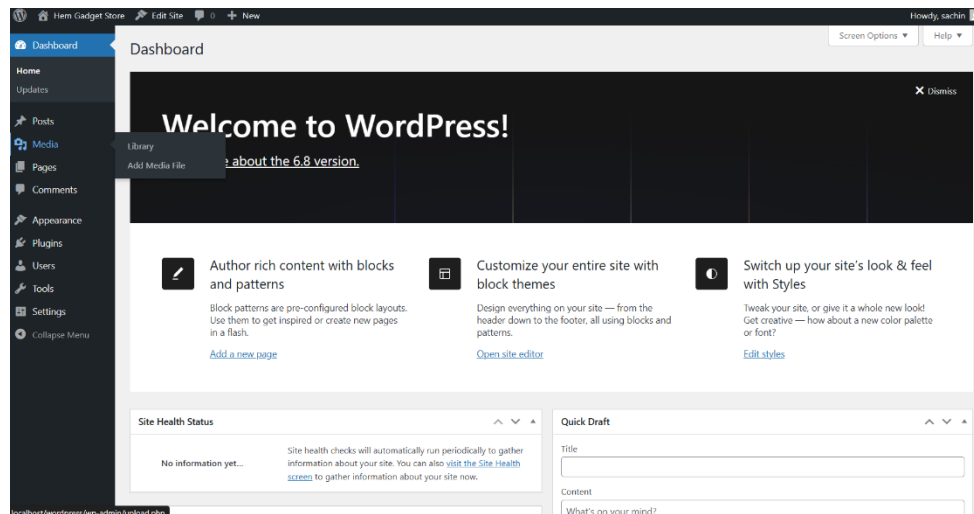 Hem Gadget Store Edit Site 0 New Howdy, sachin
Dashboard
Home
Updates
Posts
Media
Library
Add Media File
Pages
Comments
Appearance
Plugins
Users
Tools
Settings
Collapse Menu
Dashboard
Screen Options ▼ Help ▼
Dismiss
Welcome to WordPress!
about the 6.8 version.
Author rich content with blocks
and patterns
Block patterns are pre-configured block layouts.
Use them to get inspired or create new pages
in a flash.
Add a new page
Customize your entire site with
block themes
Design everything on your site — from the
header down to the footer, all using blocks and
patterns.
Open site editor
Switch up your site's look & feel
with Styles
Tweak your site, or give it a whole new look!
Get creative — how about a new color palette
or font?
Edit styles
Site Health Status
No information yet...
Site health checks will automatically run periodically to gather
information about your site. You can also visit the Site Health
screen to gather information about your site now.
Quick Draft
Title
Content
What's on your mind?
localhost/wordpress/wp-admin/upload.php